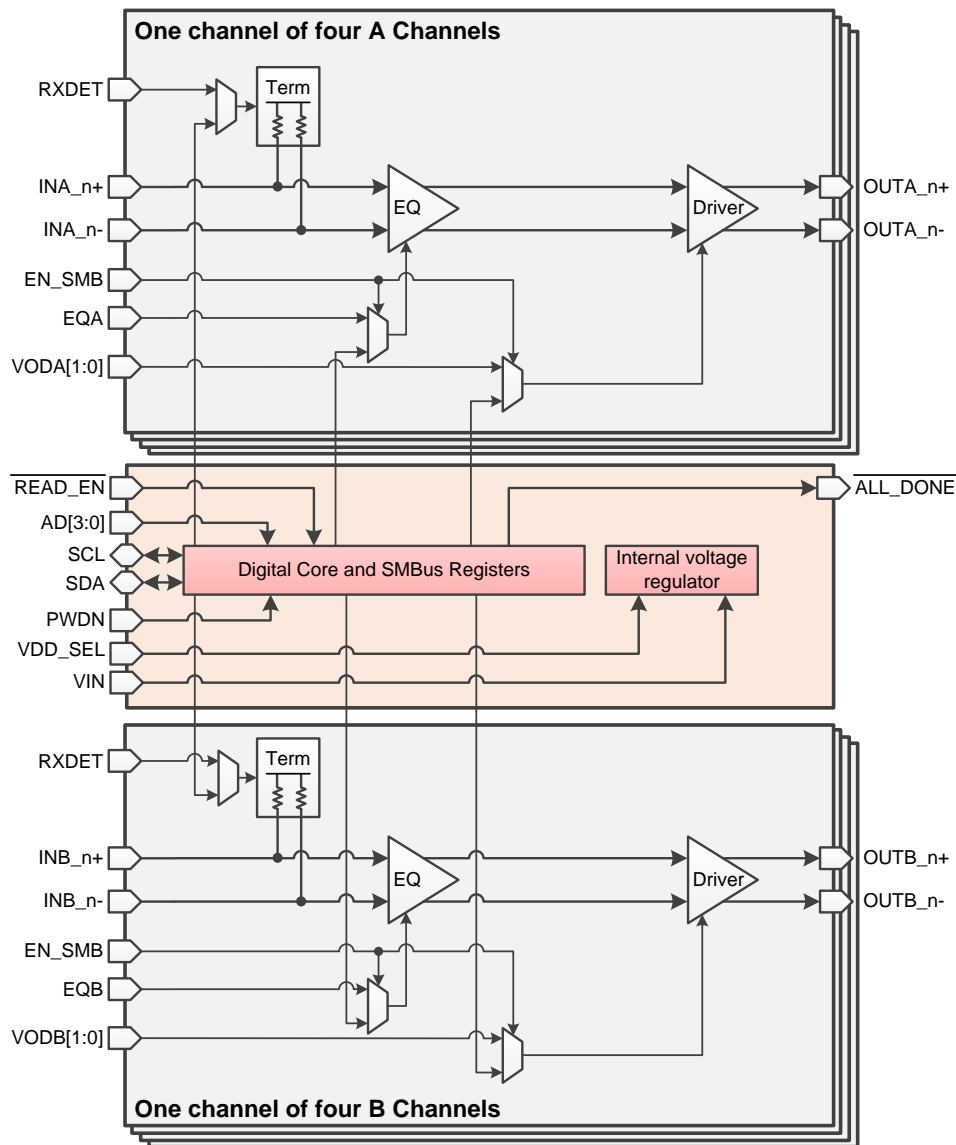 One channel of four A Channels
RXDET
Term
INA_n+
EQ
Driver
OUTA_n+
INA_n-
OUTA_n-
EN_SMB
EQA
VODA[1:0]
READ_EN
ALL_DONE
AD[3:0]
SCL
Digital Core and SMBus Registers
Internal voltage
regulator
SDA
PWDN
VDD_SEL
VIN
RXDET
Term
INB_n+
EQ
Driver
OUTB_n+
INB_n-
OUTB_n-
EN_SMB
EQB
VODB[1:0]
One channel of four B Channels